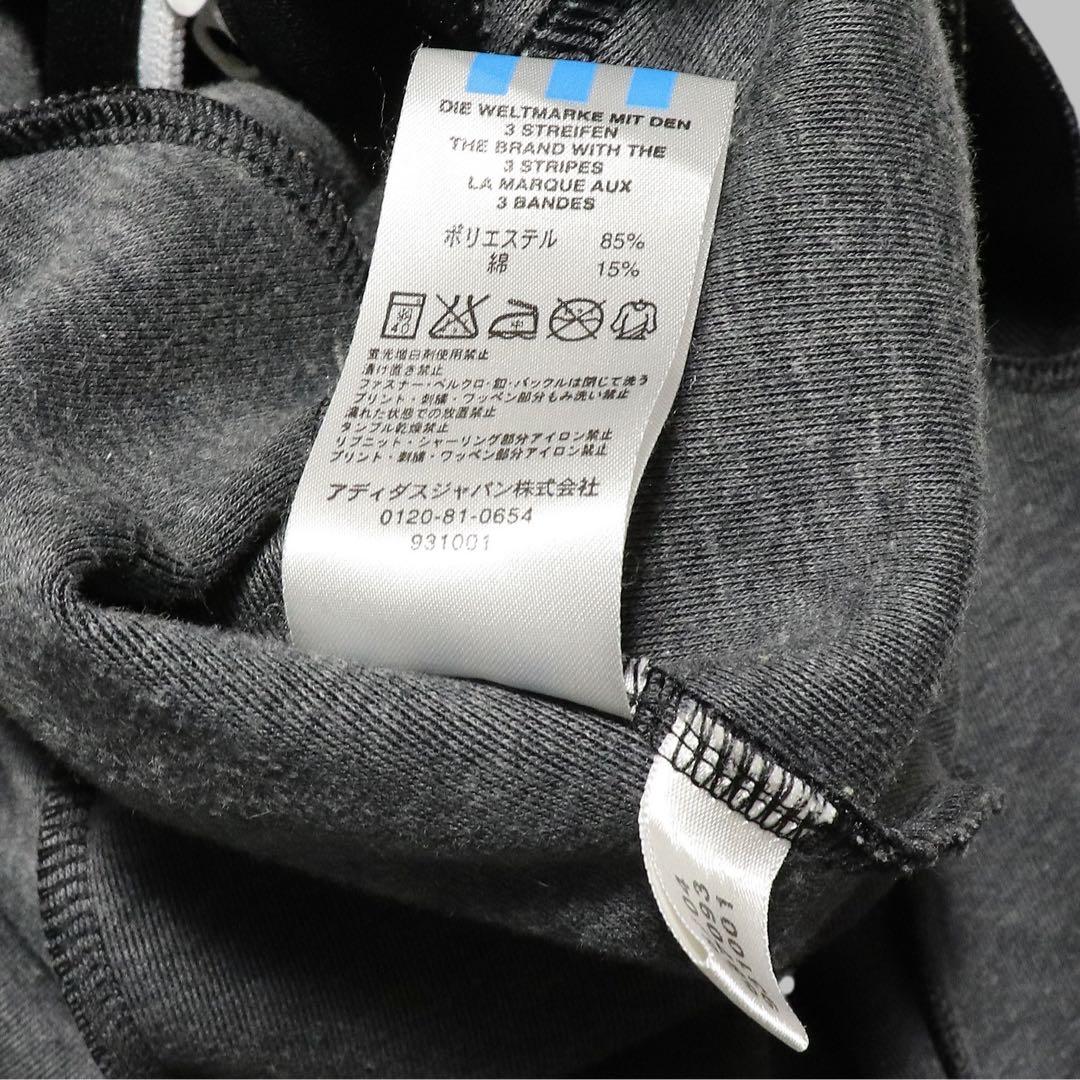 DIE WELTMARKE MIT DEN
3 STREIFEN
THE BRAND WITH THE
3 STRIPES
LA MARQUE AUX
3 BANDES
ポリエステル 85%
綿 15%
40
蛍光増白剤使用禁止
漬け置き禁止
ファスナー・ベルクロ・釦・バックルは閉じて洗う
プリント・刺繍・ワッペン部分もみ洗い禁止
濡れた状態での放置禁止
タンブル乾燥禁止
リブニット・シャーリング部分アイロン禁止
プリント・刺繍・ワッペン部分アイロン禁止
アディダスジャパン株式会社
0120-81-0654
931001
04